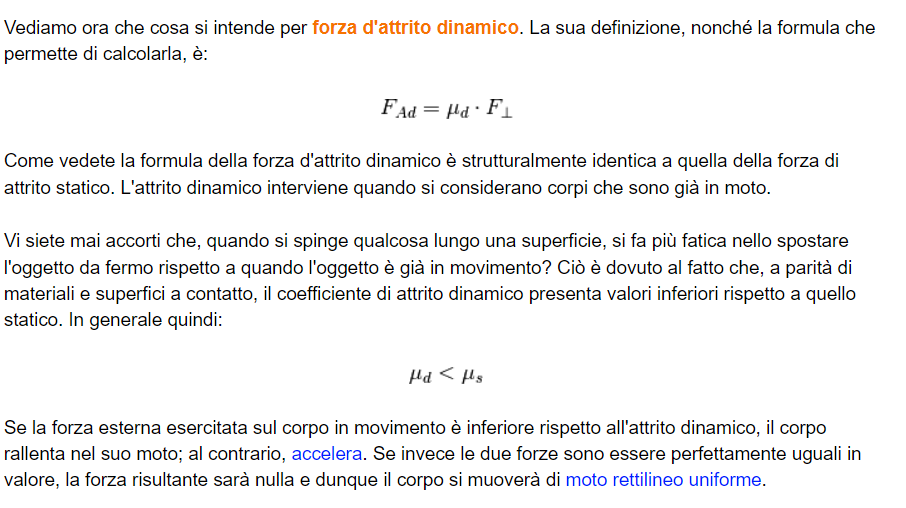 Vediamo ora che cosa si intende per forza d'attrito dinamico. La sua definizione, nonché la formula che
permette di calcolarla, è:
F_{Ad} = μ_d · F_⊥
Come vedete la formula della forza d'attrito dinamico è strutturalmente identica a quella della forza di
attrito statico. L'attrito dinamico interviene quando si considerano corpi che sono già in moto.
Vi siete mai accorti che, quando si spinge qualcosa lungo una superficie, si fa più fatica nello spostare
l'oggetto da fermo rispetto a quando l'oggetto è già in movimento? Ciò è dovuto al fatto che, a parità di
materiali e superfici a contatto, il coefficiente di attrito dinamico presenta valori inferiori rispetto a quello
statico. In generale quindi:
μ_d < μ_s
Se la forza esterna esercitata sul corpo in movimento è inferiore rispetto all'attrito dinamico, il corpo
rallenta nel suo moto; al contrario, accelera. Se invece le due forze sono essere perfettamente uguali in
valore, la forza risultante sarà nulla e dunque il corpo si muoverà di moto rettilineo uniforme.